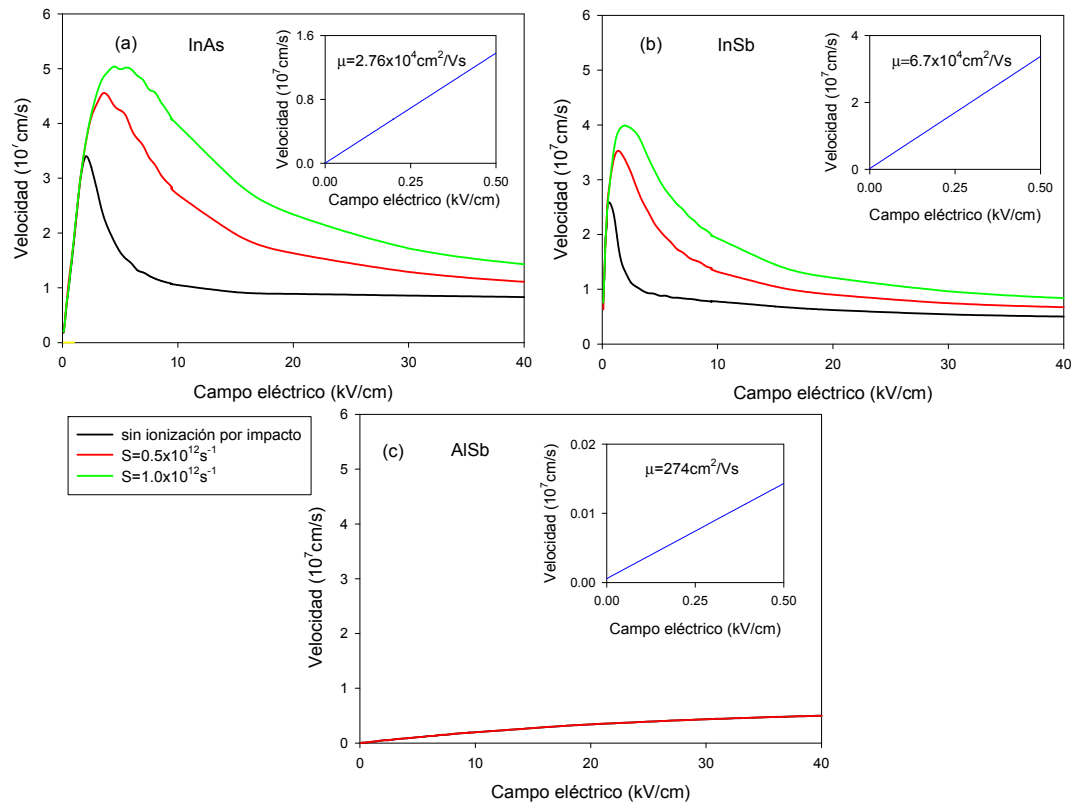 (a) InAs
Velocidad (10⁷cm/s)
6
5
4
3
2
1
0
0 10 20 30 40
Campo eléctrico (kV/cm)
μ=2.76x10⁴cm²/Vs
Velocidad (10⁷cm/s)
1.6
0.8
0.0
0.00 0.25 0.50
Campo eléctrico (kV/cm)
(b) InSb
Velocidad (10⁷cm/s)
6
5
4
3
2
1
0
0 10 20 30 40
Campo eléctrico (kV/cm)
μ=6.7x10⁴cm²/Vs
Velocidad (10⁷cm/s)
4
2
0
0.00 0.25 0.50
Campo eléctrico (kV/cm)
sin ionización por impacto
S=0.5x10¹²s⁻¹
S=1.0x10¹²s⁻¹
(c) AlSb
Velocidad (10⁷cm/s)
6
5
4
3
2
1
0
0 10 20 30 40
Campo eléctrico (kV/cm)
μ=274cm²/Vs
Velocidad (10⁷cm/s)
0.02
0.01
0.00
0.00 0.25 0.50
Campo eléctrico (kV/cm)